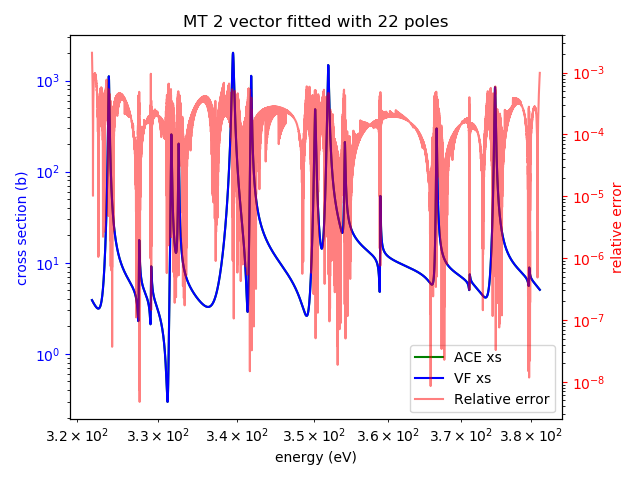 MT 2 vector fitted with 22 poles
10³
10²
10¹
10⁰
cross section (b)
10⁻³
10⁻⁴
10⁻⁵
10⁻⁶
10⁻⁷
10⁻⁸
relative error
ACE xs
VF xs
Relative error
3.2 × 10² 3.3 × 10² 3.4 × 10² 3.5 × 10² 3.6 × 10² 3.7 × 10² 3.8 × 10²
energy (eV)